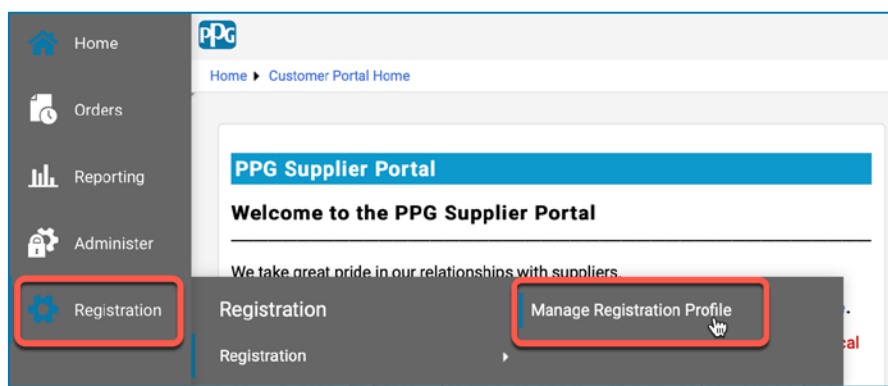 Home
Orders
Reporting
Administer
Registration
PPG
Home ▸ Customer Portal Home
PPG Supplier Portal
Welcome to the PPG Supplier Portal
We take great pride in our relationships with suppliers.
Registration
Manage Registration Profile
Registration